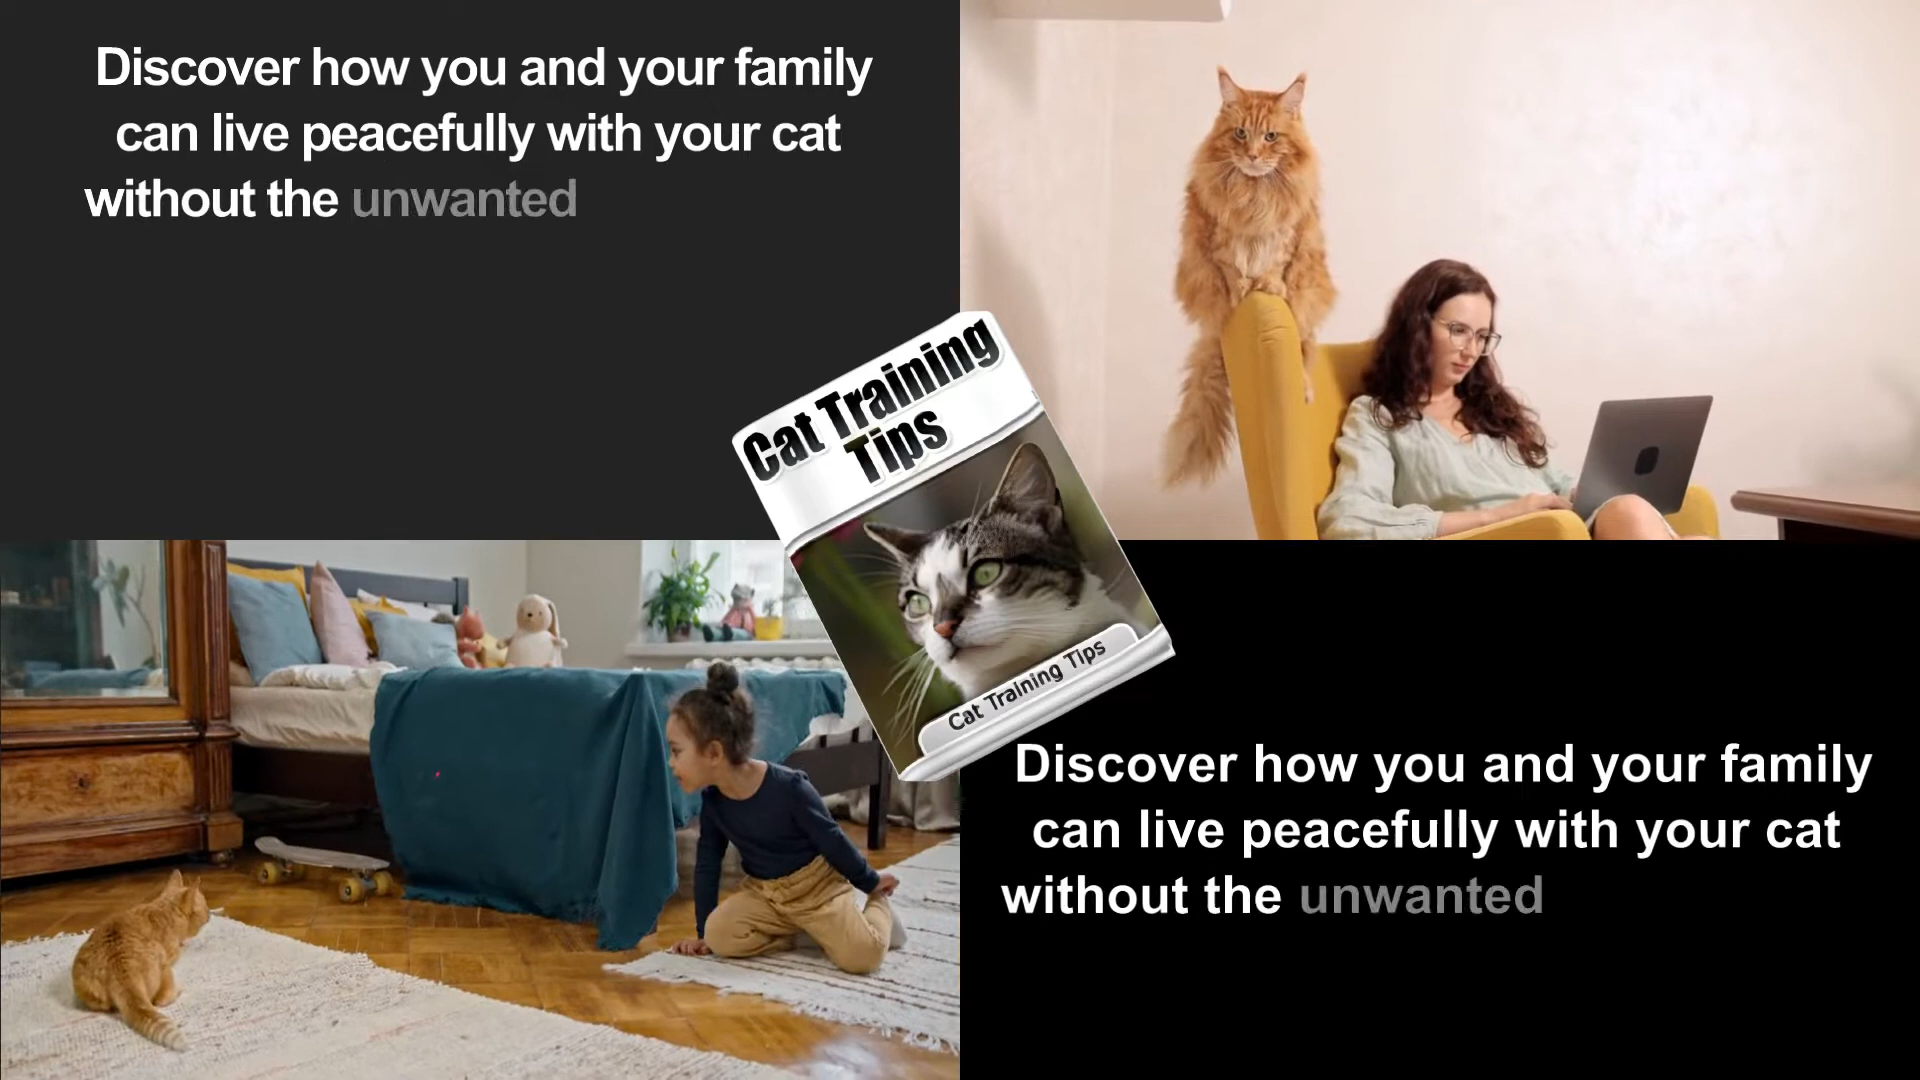 Discover how you and your family
can live peacefully with your cat
without the unwanted
Cat Training
Tips
Cat Training Tips
Discover how you and your family
can live peacefully with your cat
without the unwanted